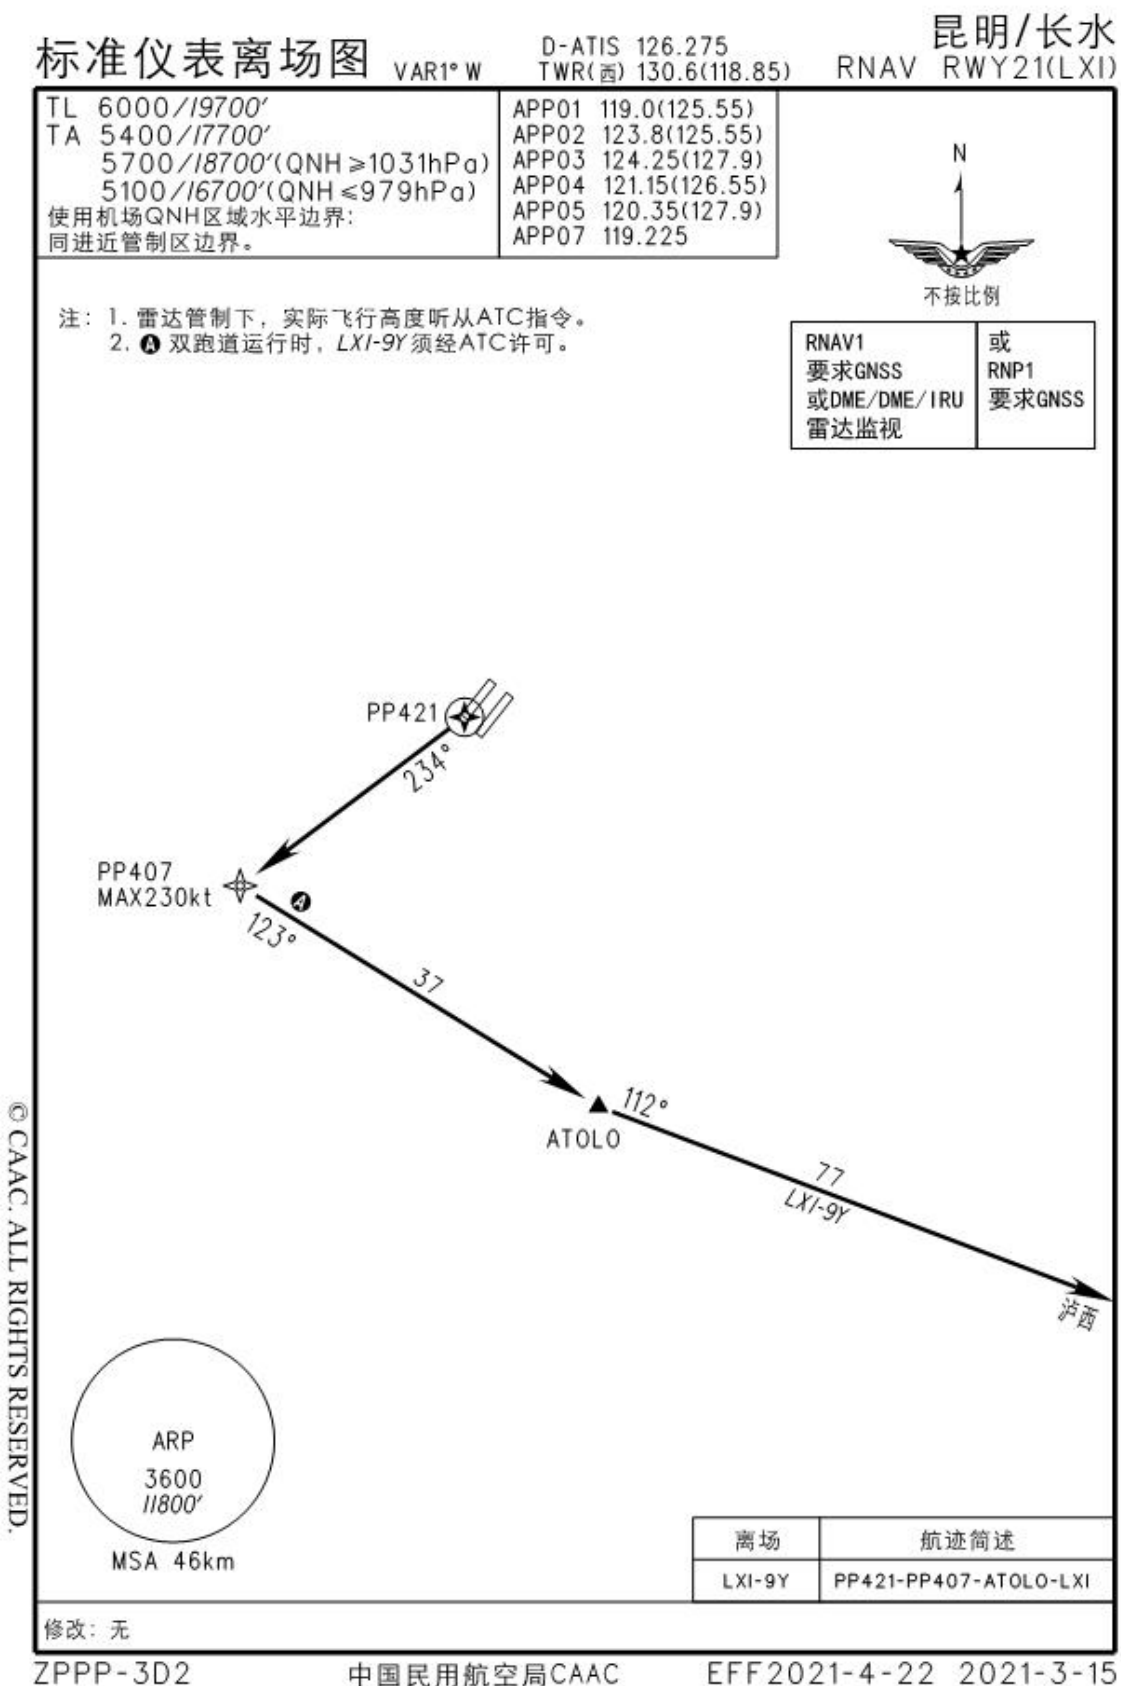 昆明/长水
标准仪表离场图 VAR1° W D-ATIS 126.275
TWR(西) 130.6(118.85) RNAV RWY21(LXI)
TL 6000/19700′
TA 5400/17700′
5700/18700′(QNH≥1031hPa)
5100/16700′(QNH≤979hPa)
使用机场QNH区域水平边界:
同进近管制区边界。
APP01 119.0(125.55)
APP02 123.8(125.55)
APP03 124.25(127.9)
APP04 121.15(126.55)
APP05 120.35(127.9)
APP07 119.225
N
不按比例
注: 1. 雷达管制下, 实际飞行高度听从ATC指令。
2. A 双跑道运行时, LXI-9Y须经ATC许可。
RNAV1
要求GNSS
或DME/DME/IRU
雷达监视
或
RNP1
要求GNSS
PP421
234°
PP407
MAX230kt
A
123°
37
ATOLO
112°
77
LXI-9Y
泸西
© CAAC. ALL RIGHTS RESERVED.
ARP
3600
11800′
MSA 46km
离场 航迹简述
LXI-9Y PP421-PP407-ATOLO-LXI
修改: 无
ZPPP-3D2 中国民用航空局CAAC EFF2021-4-22 2021-3-15